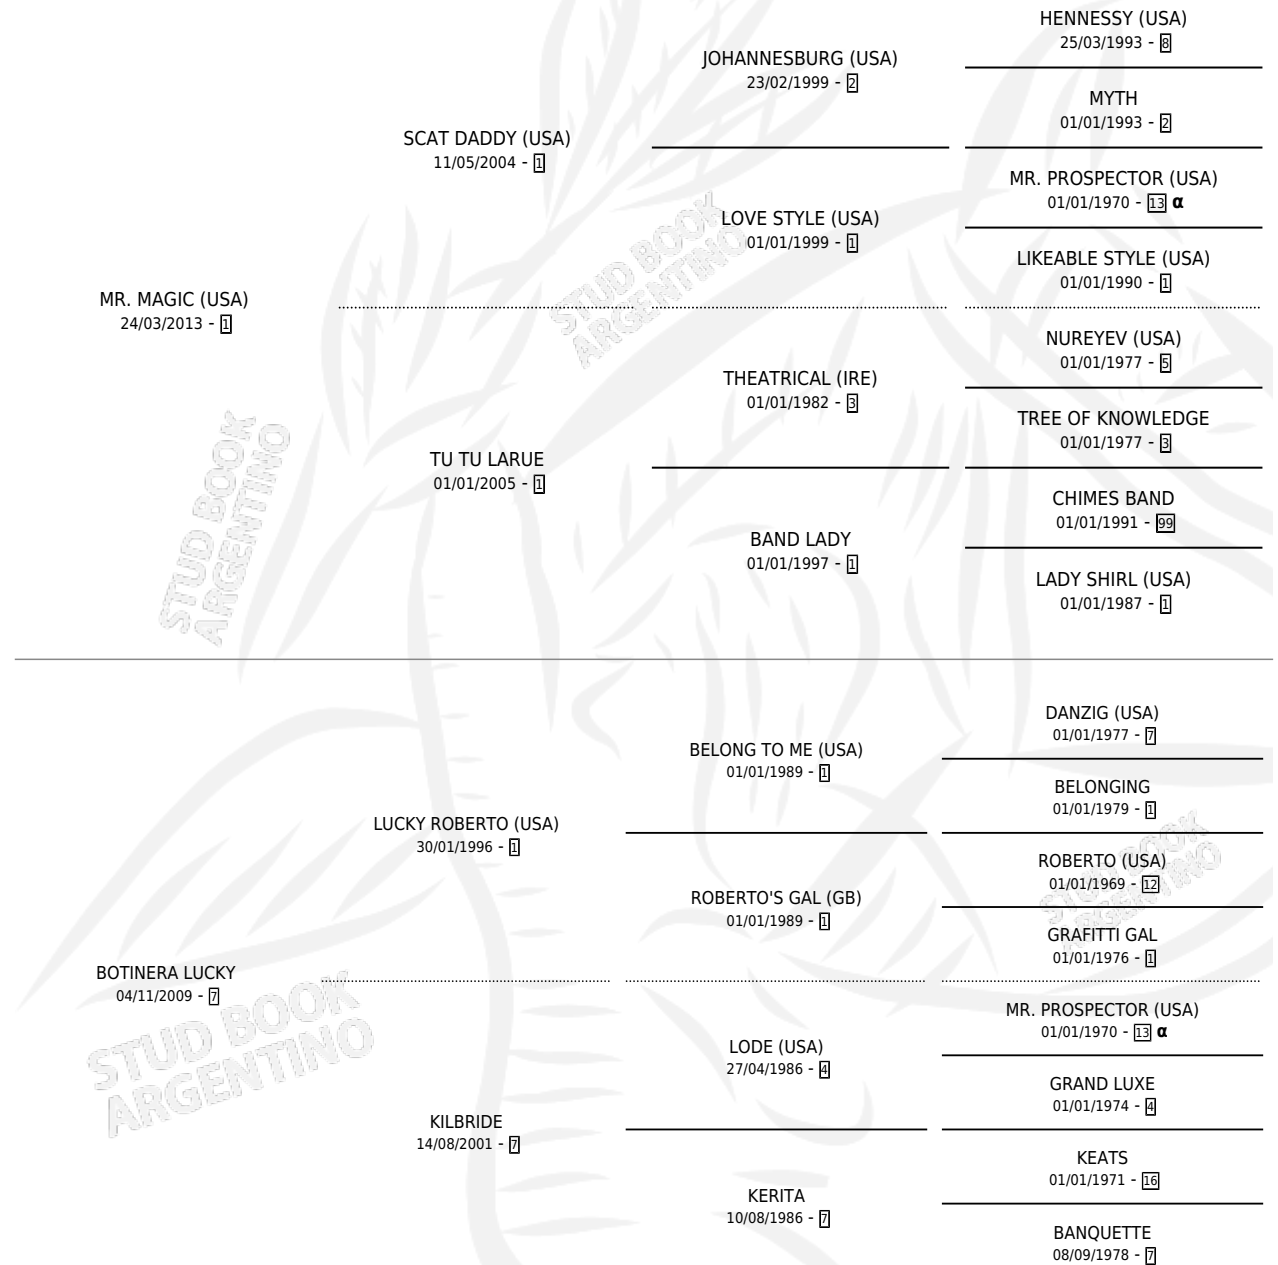 HENNESSY (USA)
25/03/1993 - 8
JOHANNESBURG (USA)
23/02/1999 - 2
MYTH
01/01/1993 - 2
SCAT DADDY (USA)
11/05/2004 - 1
MR. PROSPECTOR (USA)
01/01/1970 - 13 α
LOVE STYLE (USA)
01/01/1999 - 1
LIKEABLE STYLE (USA)
01/01/1990 - 1
MR. MAGIC (USA)
24/03/2013 - 1
NUREYEV (USA)
01/01/1977 - 5
THEATRICAL (IRE)
01/01/1982 - 3
TREE OF KNOWLEDGE
01/01/1977 - 3
TU TU LARUE
01/01/2005 - 1
CHIMES BAND
01/01/1991 - 99
BAND LADY
01/01/1997 - 1
LADY SHIRL (USA)
01/01/1987 - 1
DANZIG (USA)
01/01/1977 - 7
BELONG TO ME (USA)
01/01/1989 - 1
BELONGING
01/01/1979 - 1
LUCKY ROBERTO (USA)
30/01/1996 - 1
ROBERTO (USA)
01/01/1969 - 12
ROBERTO'S GAL (GB)
01/01/1989 - 1
GRAFITTI GAL
01/01/1976 - 1
BOTINERA LUCKY
04/11/2009 - 7
MR. PROSPECTOR (USA)
01/01/1970 - 13 α
LODE (USA)
27/04/1986 - 4
GRAND LUXE
01/01/1974 - 4
KILBRIDE
14/08/2001 - 7
KEATS
01/01/1971 - 16
KERITA
10/08/1986 - 7
BANQUETTE
08/09/1978 - 7
STUD BOOK
ARGENTINO
STUD BOOK
ARGENTINO
STUD BOOK
ARGENTINO
STUD BOOK
ARGENTINO